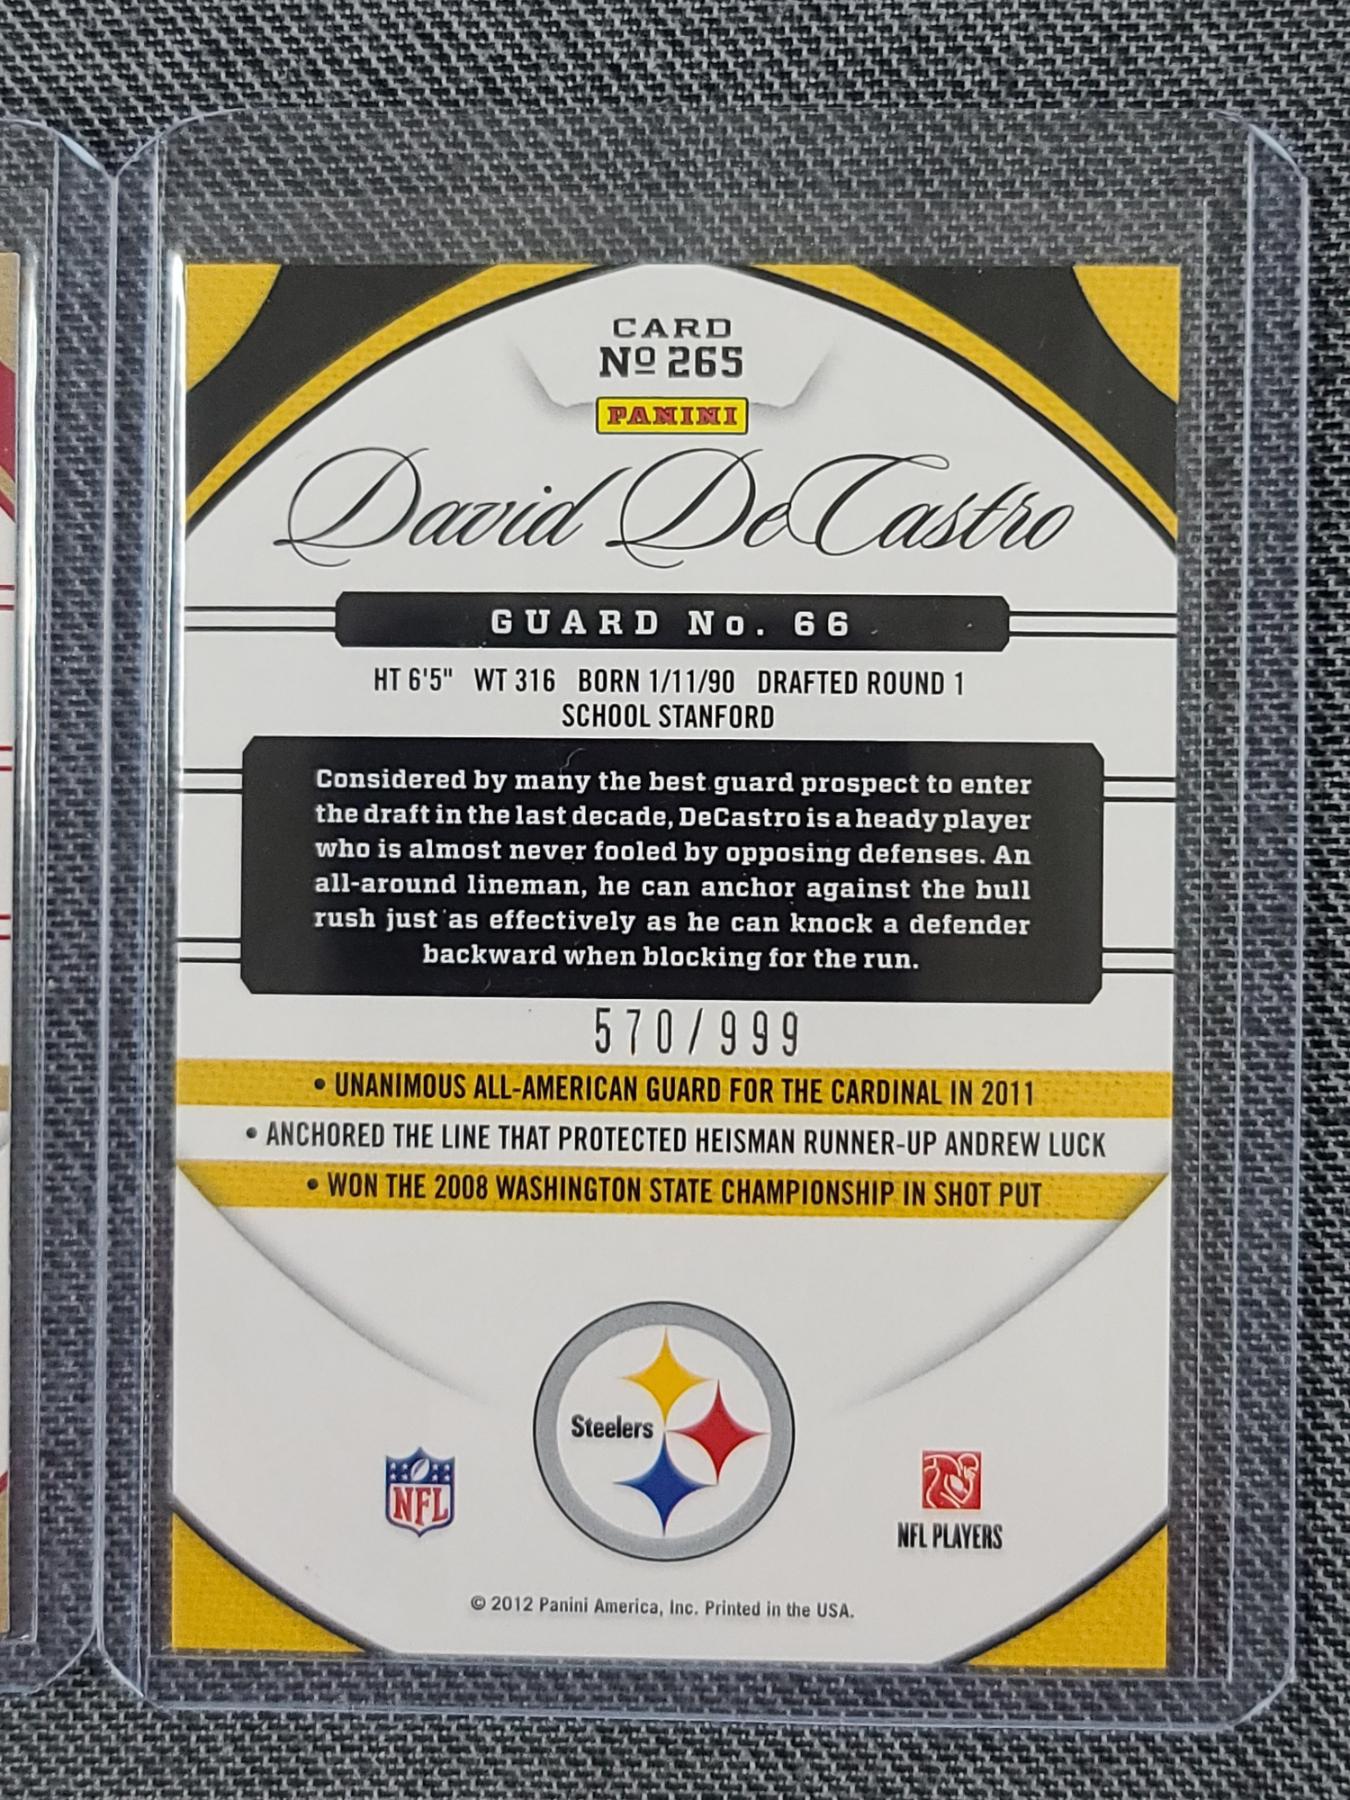 CARD
Nº 265
PANINI
David DeCastro
GUARD No. 66
HT 6'5" WT 316 BORN 1/11/90 DRAFTED ROUND 1
SCHOOL STANFORD
Considered by many the best guard prospect to enter
the draft in the last decade, DeCastro is a heady player
who is almost never fooled by opposing defenses. An
all-around lineman, he can anchor against the bull
rush just as effectively as he can knock a defender
backward when blocking for the run.
570/999
• UNANIMOUS ALL-AMERICAN GUARD FOR THE CARDINAL IN 2011
• ANCHORED THE LINE THAT PROTECTED HEISMAN RUNNER-UP ANDREW LUCK
• WON THE 2008 WASHINGTON STATE CHAMPIONSHIP IN SHOT PUT
Steelers
NFL
NFL PLAYERS
© 2012 Panini America, Inc. Printed in the USA.